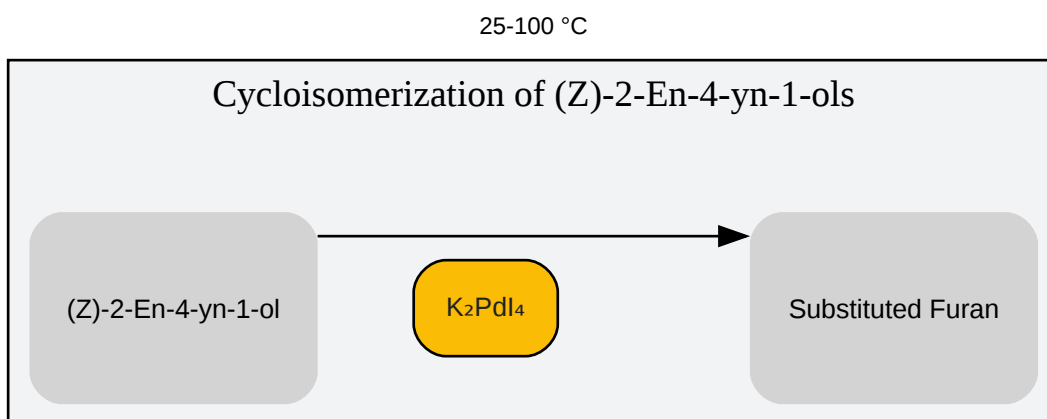 25-100 °C
Cycloisomerization of (Z)-2-En-4-yn-1-ols
(Z)-2-En-4-yn-1-ol
K₂PdI₄
Substituted Furan